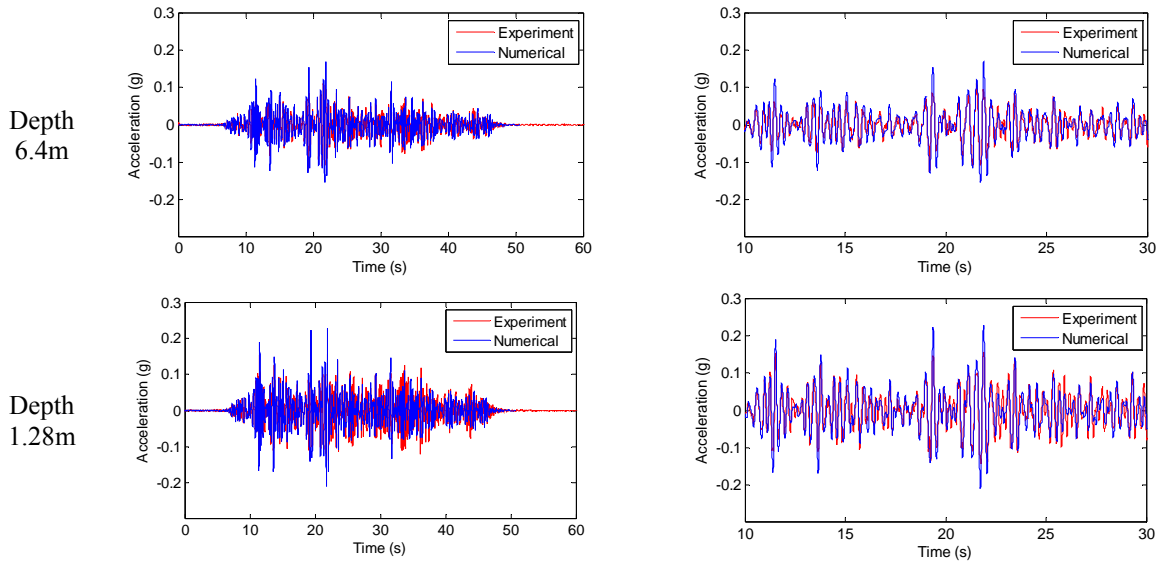 Depth
6.4m
Acceleration (g)
0.3
0.2
0.1
0
-0.1
-0.2
0 10 20 30 40 50 60
Time (s)
Experiment
Numerical
Acceleration (g)
0.3
0.2
0.1
0
-0.1
-0.2
10 15 20 25 30
Time (s)
Experiment
Numerical
Depth
1.28m
Acceleration (g)
0.3
0.2
0.1
0
-0.1
-0.2
0 10 20 30 40 50 60
Time (s)
Experiment
Numerical
Acceleration (g)
0.3
0.2
0.1
0
-0.1
-0.2
10 15 20 25 30
Time (s)
Experiment
Numerical